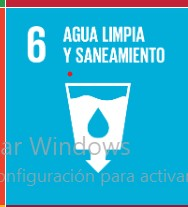 6 AGUA LIMPIA
Y SANEAMIENTO
ar Windows
onfiguración para activar